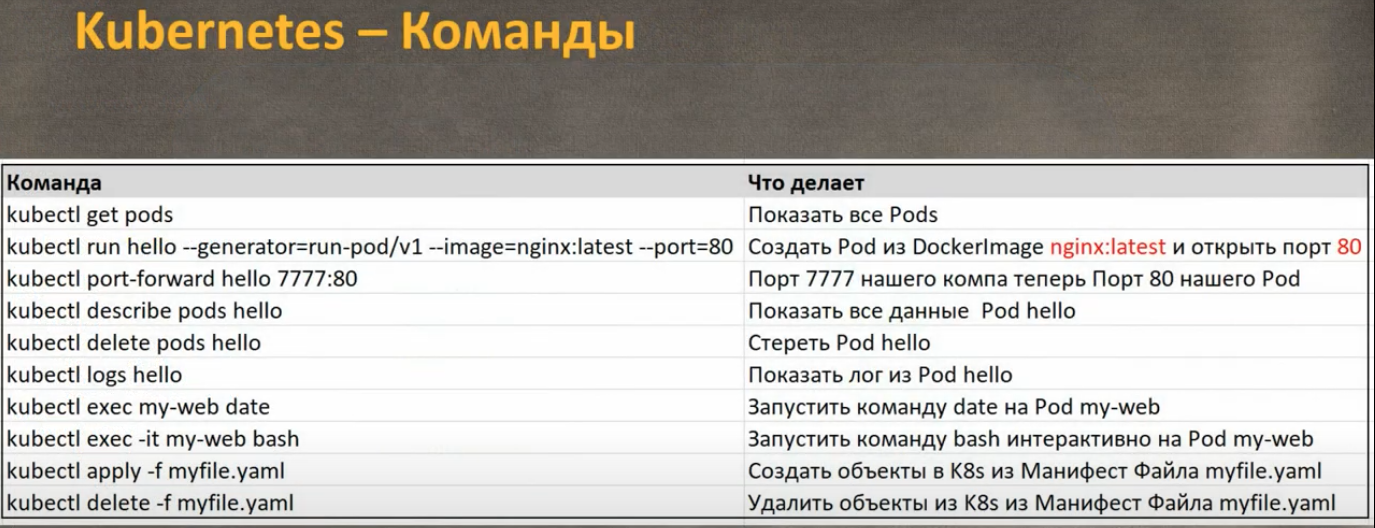 Kubernetes – Команды
Команда Что делает
kubectl get pods Показать все Pods
kubectl run hello --generator=run-pod/v1 --image=nginx:latest --port=80 Создать Pod из DockerImage nginx:latest и открыть порт 80
kubectl port-forward hello 7777:80 Порт 7777 нашего компа теперь Порт 80 нашего Pod
kubectl describe pods hello Показать все данные Pod hello
kubectl delete pods hello Стереть Pod hello
kubectl logs hello Показать лог из Pod hello
kubectl exec my-web date Запустить команду date на Pod my-web
kubectl exec -it my-web bash Запустить команду bash интерактивно на Pod my-web
kubectl apply -f myfile.yaml Создать объекты в K8s из Манифест Файла myfile.yaml
kubectl delete -f myfile.yaml Удалить объекты из K8s из Манифест Файла myfile.yaml